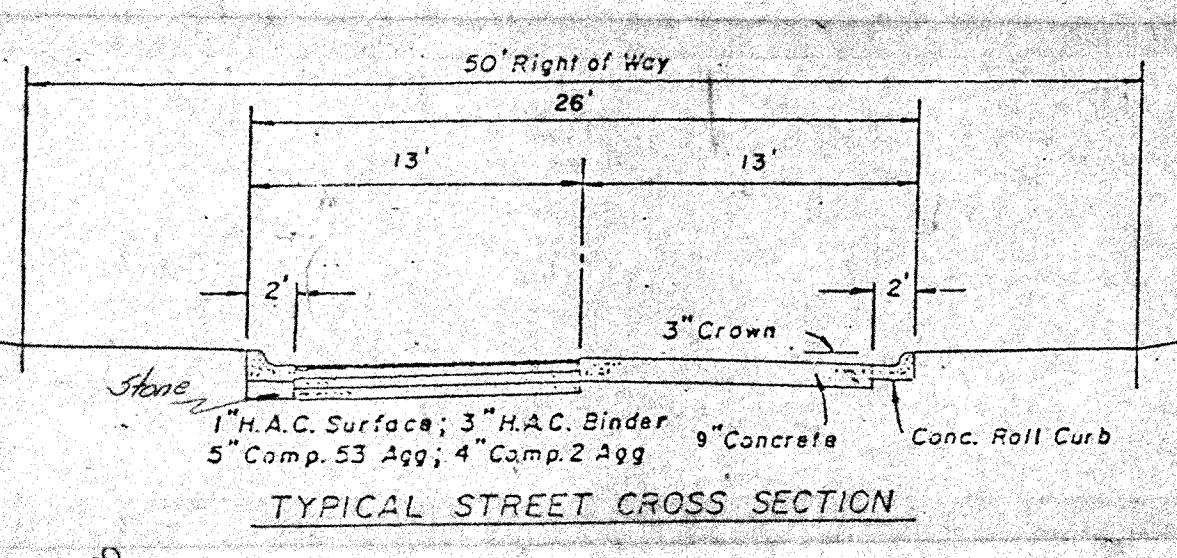 50' Right of Way
26'
13' 13'
2' 2'
3" Crown
Stone
1" H.A.C. Surface; 3" H.A.C. Binder
5" Comp. 53 Agg; 4" Comp. 2 Agg
9" Concrete
Conc. Roll Curb
TYPICAL STREET CROSS SECTION